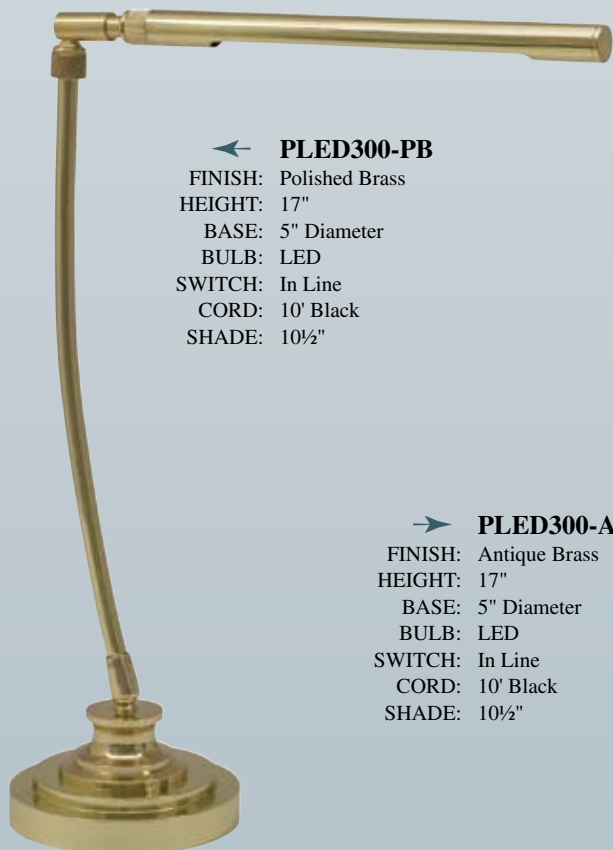 PLED300-PB
FINISH: Polished Brass
HEIGHT: 17"
BASE: 5" Diameter
BULB: LED
SWITCH: In Line
CORD: 10' Black
SHADE: 10½"
PLED300-A
FINISH: Antique Brass
HEIGHT: 17"
BASE: 5" Diameter
BULB: LED
SWITCH: In Line
CORD: 10' Black
SHADE: 10½"